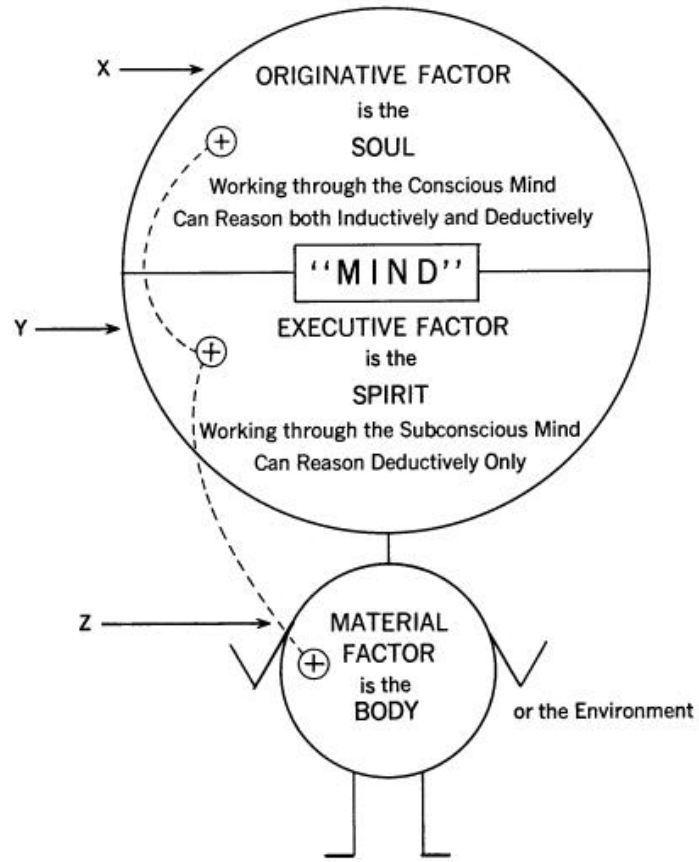 X
ORIGINATIVE FACTOR
is the
SOUL
Working through the Conscious Mind
Can Reason both Inductively and Deductively
"MIND"
Y
EXECUTIVE FACTOR
is the
SPIRIT
Working through the Subconscious Mind
Can Reason Deductively Only
Z
MATERIAL
FACTOR
is the
BODY
or the Environment